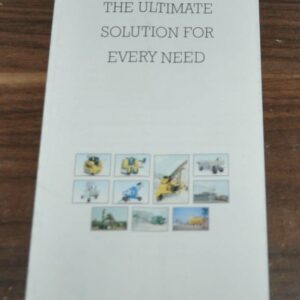 THE ULTIMATE
SOLUTION FOR
EVERY NEED